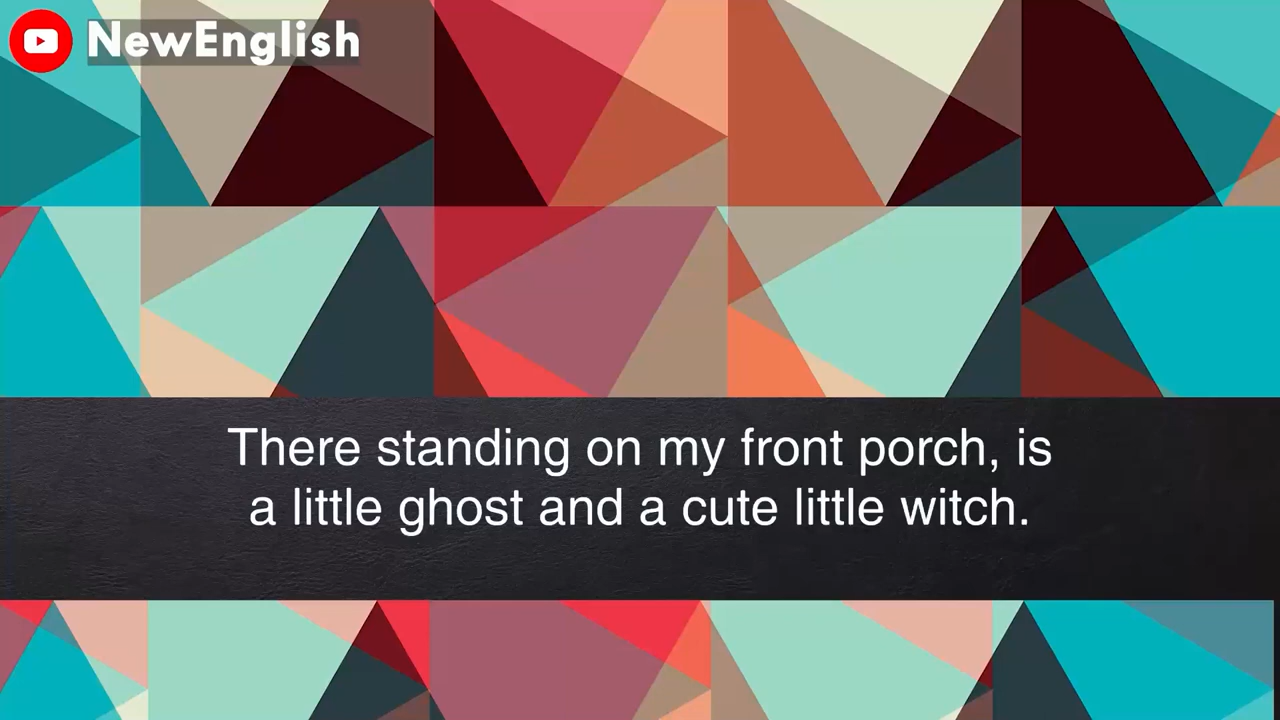 NewEnglish
There standing on my front porch, is
a little ghost and a cute little witch.